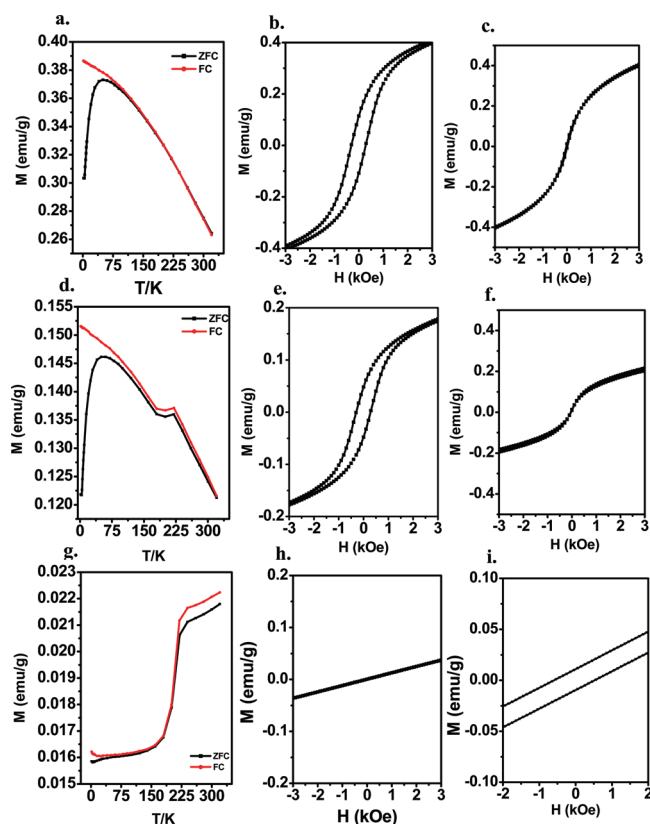 a.
0.40
0.38
0.36
0.34
0.32
0.30
0.28
0.26
M (emu/g)
ZFC
FC
0 75 150 225 300
T/K
b.
0.4
0.2
0.0
-0.2
-0.4
M (emu/g)
-3 -2 -1 0 1 2 3
H (kOe)
c.
0.4
0.2
0.0
-0.2
-0.4
M (emu/g)
-3 -2 -1 0 1 2 3
H (kOe)
d.
0.155
0.150
0.145
0.140
0.135
0.130
0.125
0.120
M (emu/g)
ZFC
FC
0 75 150 225 300
T/K
e.
0.2
0.1
0.0
-0.1
-0.2
M (emu/g)
-3 -2 -1 0 1 2 3
H (kOe)
f.
0.4
0.2
0.0
-0.2
-0.4
M (emu/g)
-3 -2 -1 0 1 2 3
H (kOe)
g.
0.023
0.022
0.021
0.020
0.019
0.018
0.017
0.016
0.015
M (emu/g)
ZFC
FC
0 75 150 225 300
T/K
h.
0.2
0.1
0.0
-0.1
-0.2
M (emu/g)
-3 -2 -1 0 1 2 3
H (kOe)
i.
0.10
0.05
0.00
-0.05
-0.10
M (emu/g)
-2 -1 0 1 2
H (kOe)